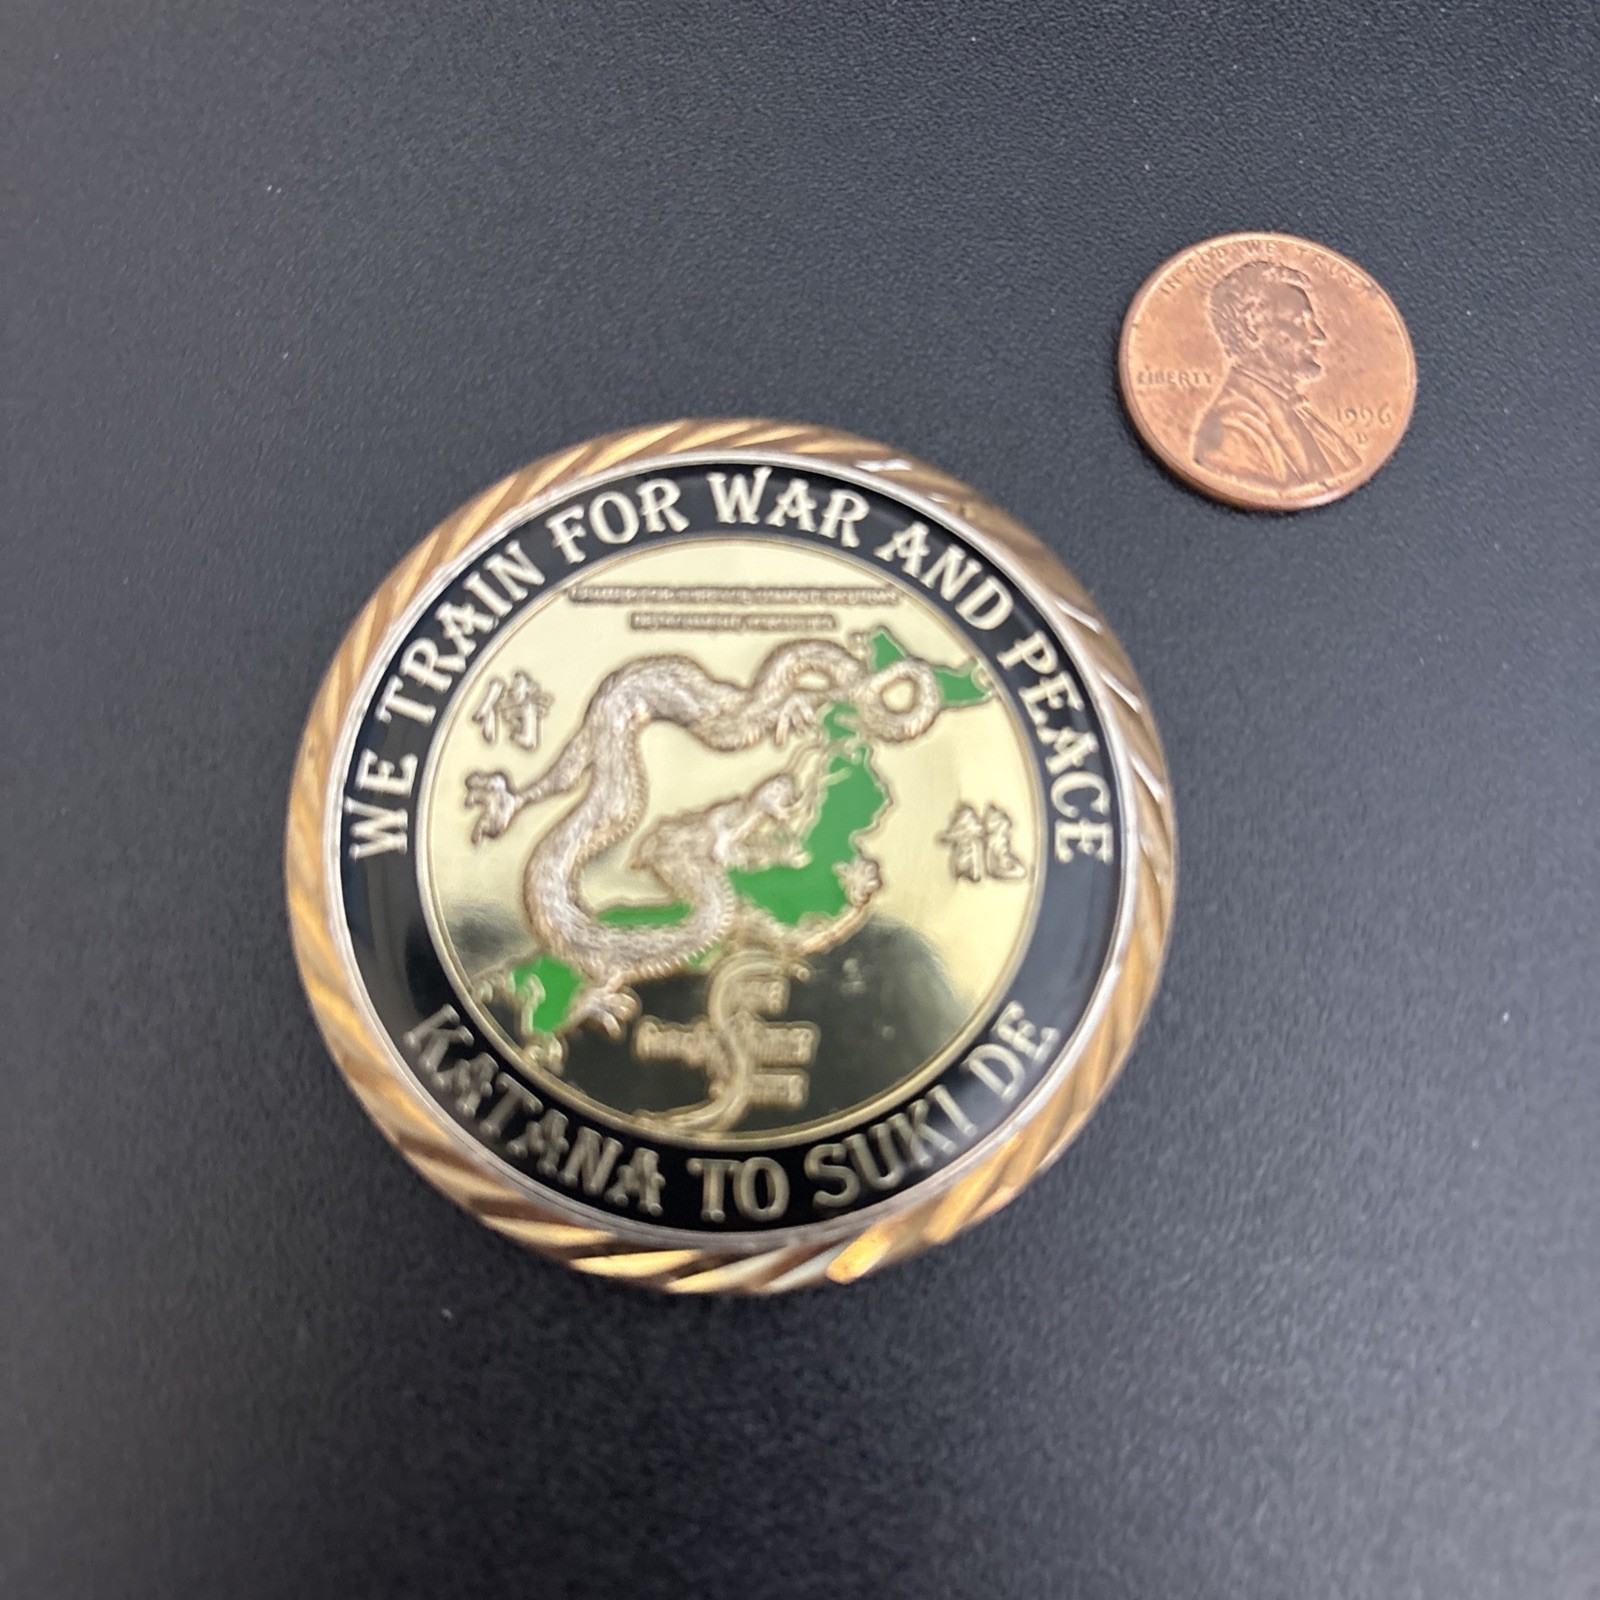 WE TRAIN FOR WAR AND PEACE
侍
龍
KATANA TO SUKI DE
IN GOD WE TRUST
LIBERTY
1996
D